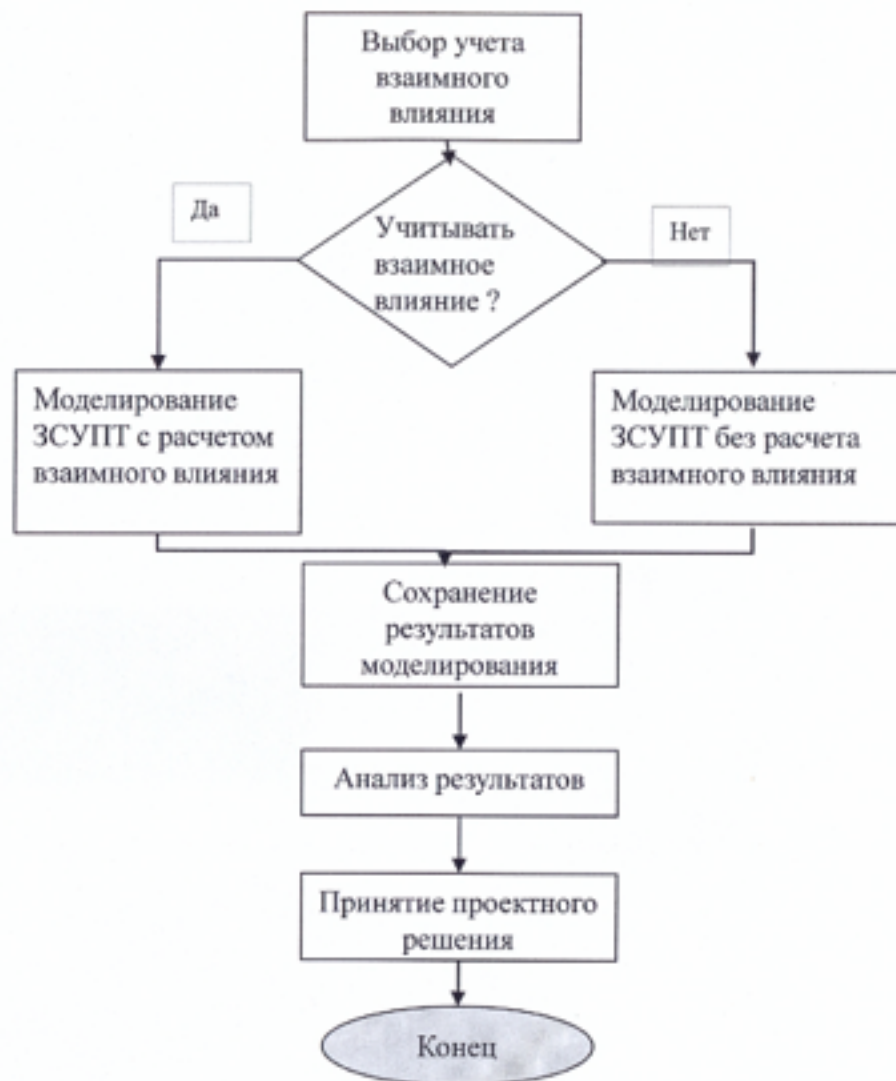 Выбор учета
взаимного
влияния
Да
Учитывать
взаимное
влияние ?
Нет
Моделирование
ЗСУПТ с расчетом
взаимного влияния
Моделирование
ЗСУПТ без расчета
взаимного влияния
Сохранение
результатов
моделирования
Анализ результатов
Принятие проектного
решения
Конец